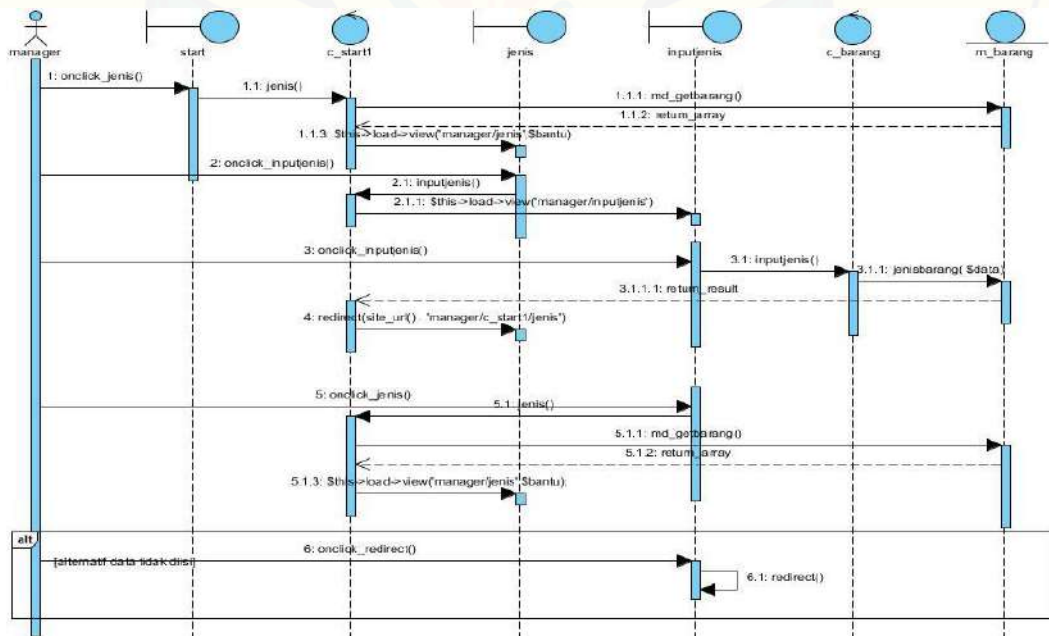 manager
start
c_start1
jenis
inputjenis
c_barang
m_barang
1: onclick_jenis()
1.1: jenis()
1.1.1: md_getbarang()
1.1.2: return_array
1.1.3: $this->load->view("manager/jenis",$bantu)
2: onclick_inputjenis()
2.1: inputjenis()
2.1.1: $this->load->view("manager/inputjenis")
3: onclick_inputjenis()
3.1: inputjenis()
3.1.1: jenisbarang( $data)
3.1.1.1: return_result
4: redirect(site_url() . "manager/c_start1/jenis")
5: onclick_jenis()
5.1: jenis()
5.1.1: md_getbarang()
5.1.2: return_array
5.1.3: $this->load->view("manager/jenis",$bantu);
alt
6: onclick_redirect()
[alternatif data tidak diisi]
6.1: redirect()